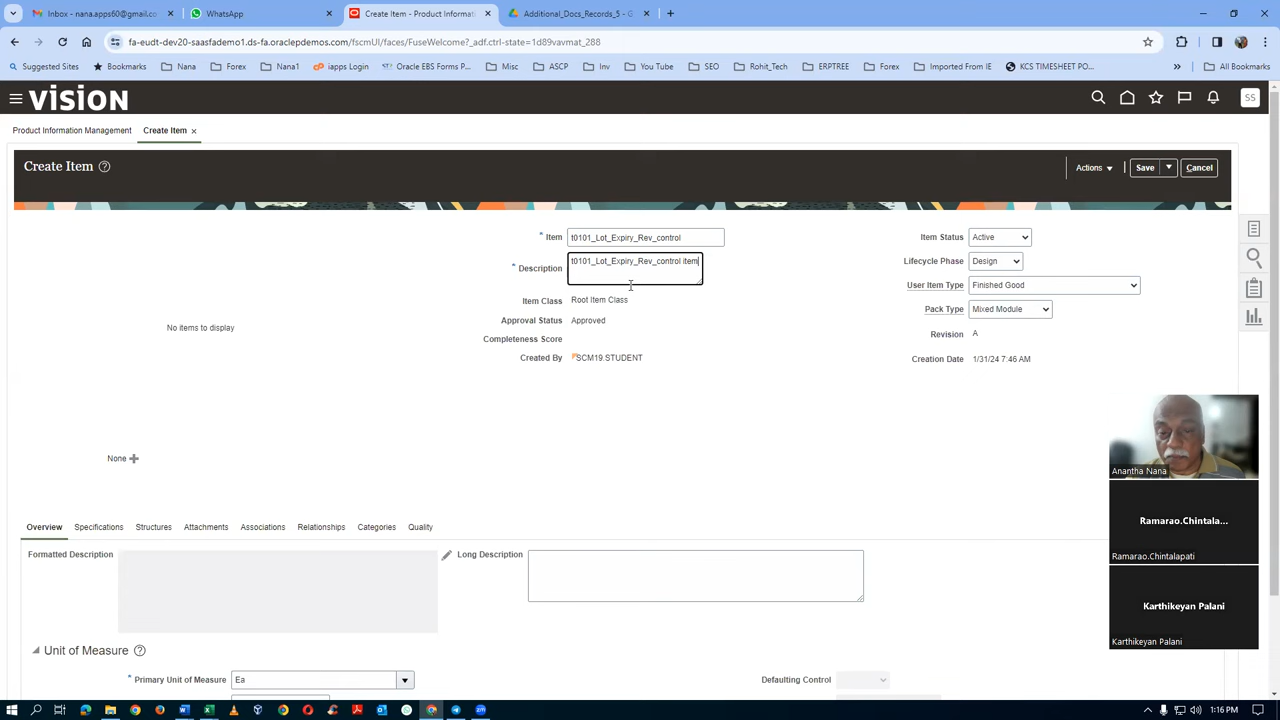 Inbox - nana.apps60@gmail.co
WhatsApp
Create Item - Product Informati
Additional_Docs_Records_5 - G
fa-eudt-dev20-saasfademo1.ds-fa.oraclepdemos.com/fscmUI/faces/FuseWelcome?_adf.ctrl-state=1d89vavmat_288
Suggested Sites
Bookmarks
Nana
Forex
Nana1
iapps Login
Oracle EBS Forms P...
Misc
ASCP
Inv
YouTube
SEO
Rohit_Tech
ERPTREE
Forex
Imported From IE
KCS TIMESHEET PO...
All Bookmarks
VISION
SS
Product Information Management
Create Item
Create Item
Actions
Save
Cancel
* Item t0101_Lot_Expiry_Rev_control
Item Status Active
* Description t0101_Lot_Expiry_Rev_control item
Lifecycle Phase Design
User Item Type Finished Good
Item Class Root Item Class
Pack Type Mixed Module
Approval Status Approved
No items to display
Revision A
Completeness Score
Created By SCM19.STUDENT
Creation Date 1/31/24 7:46 AM
None
Anantha Nana
Ramarao.Chintala...
Ramarao.Chintalapati
Karthikeyan Palani
Karthikeyan Palani
Overview
Specifications
Structures
Attachments
Associations
Relationships
Categories
Quality
Formatted Description
Long Description
Unit of Measure
* Primary Unit of Measure Ea
Defaulting Control
1:16 PM